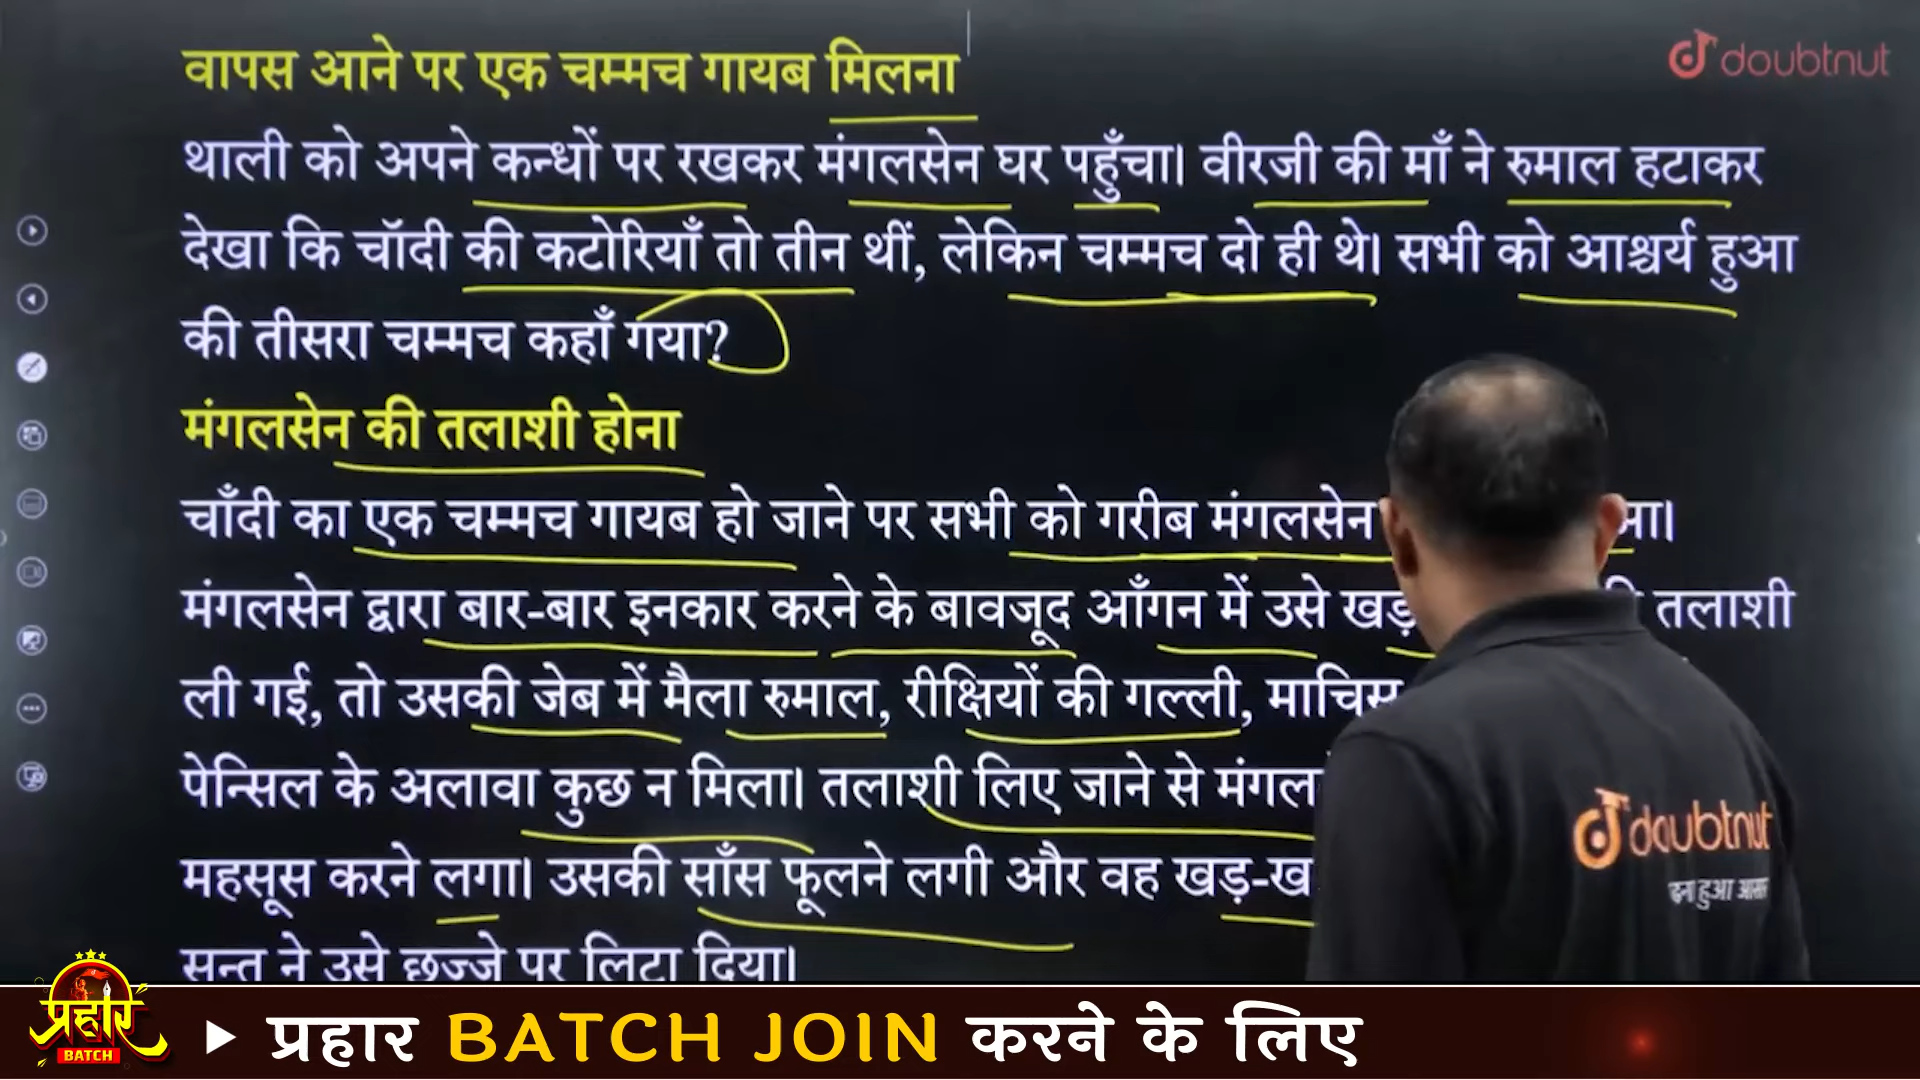 वापस आने पर एक चम्मच गायब मिलना
doubtnut
थाली को अपने कन्धों पर रखकर मंगलसेन घर पहुँचा। वीरजी की माँ ने रुमाल हटाकर
देखा कि चॉदी की कटोरियाँ तो तीन थीं, लेकिन चम्मच दो ही थे। सभी को आश्चर्य हुआ
की तीसरा चम्मच कहाँ गया?
मंगलसेन की तलाशी होना
चाँदी का एक चम्मच गायब हो जाने पर सभी को गरीब मंगलसेन
मंगलसेन द्वारा बार-बार इनकार करने के बावजूद आँगन में उसे तलाशी
ली गई, तो उसकी जेब में मैला रुमाल, रीक्षियों की गल्ली, माचिस
पेन्सिल के अलावा कुछ न मिला। तलाशी लिए जाने से
महसूस करने लगा। उसकी साँस फूलने लगी और वह
सन्त ने उसे छज्जे पर लिटा दिया।
doubtnut
प्रहार
BATCH
प्रहार BATCH JOIN करने के लिए